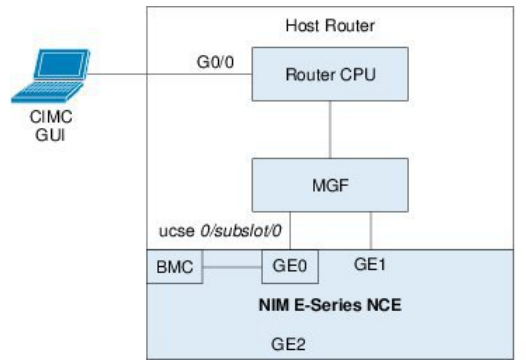 Host Router
G0/0
Router CPU
CIMC
GUI
MGF
ucse 0/subslot/0
BMC
GE0
GE1
NIM E-Series NCE
GE2